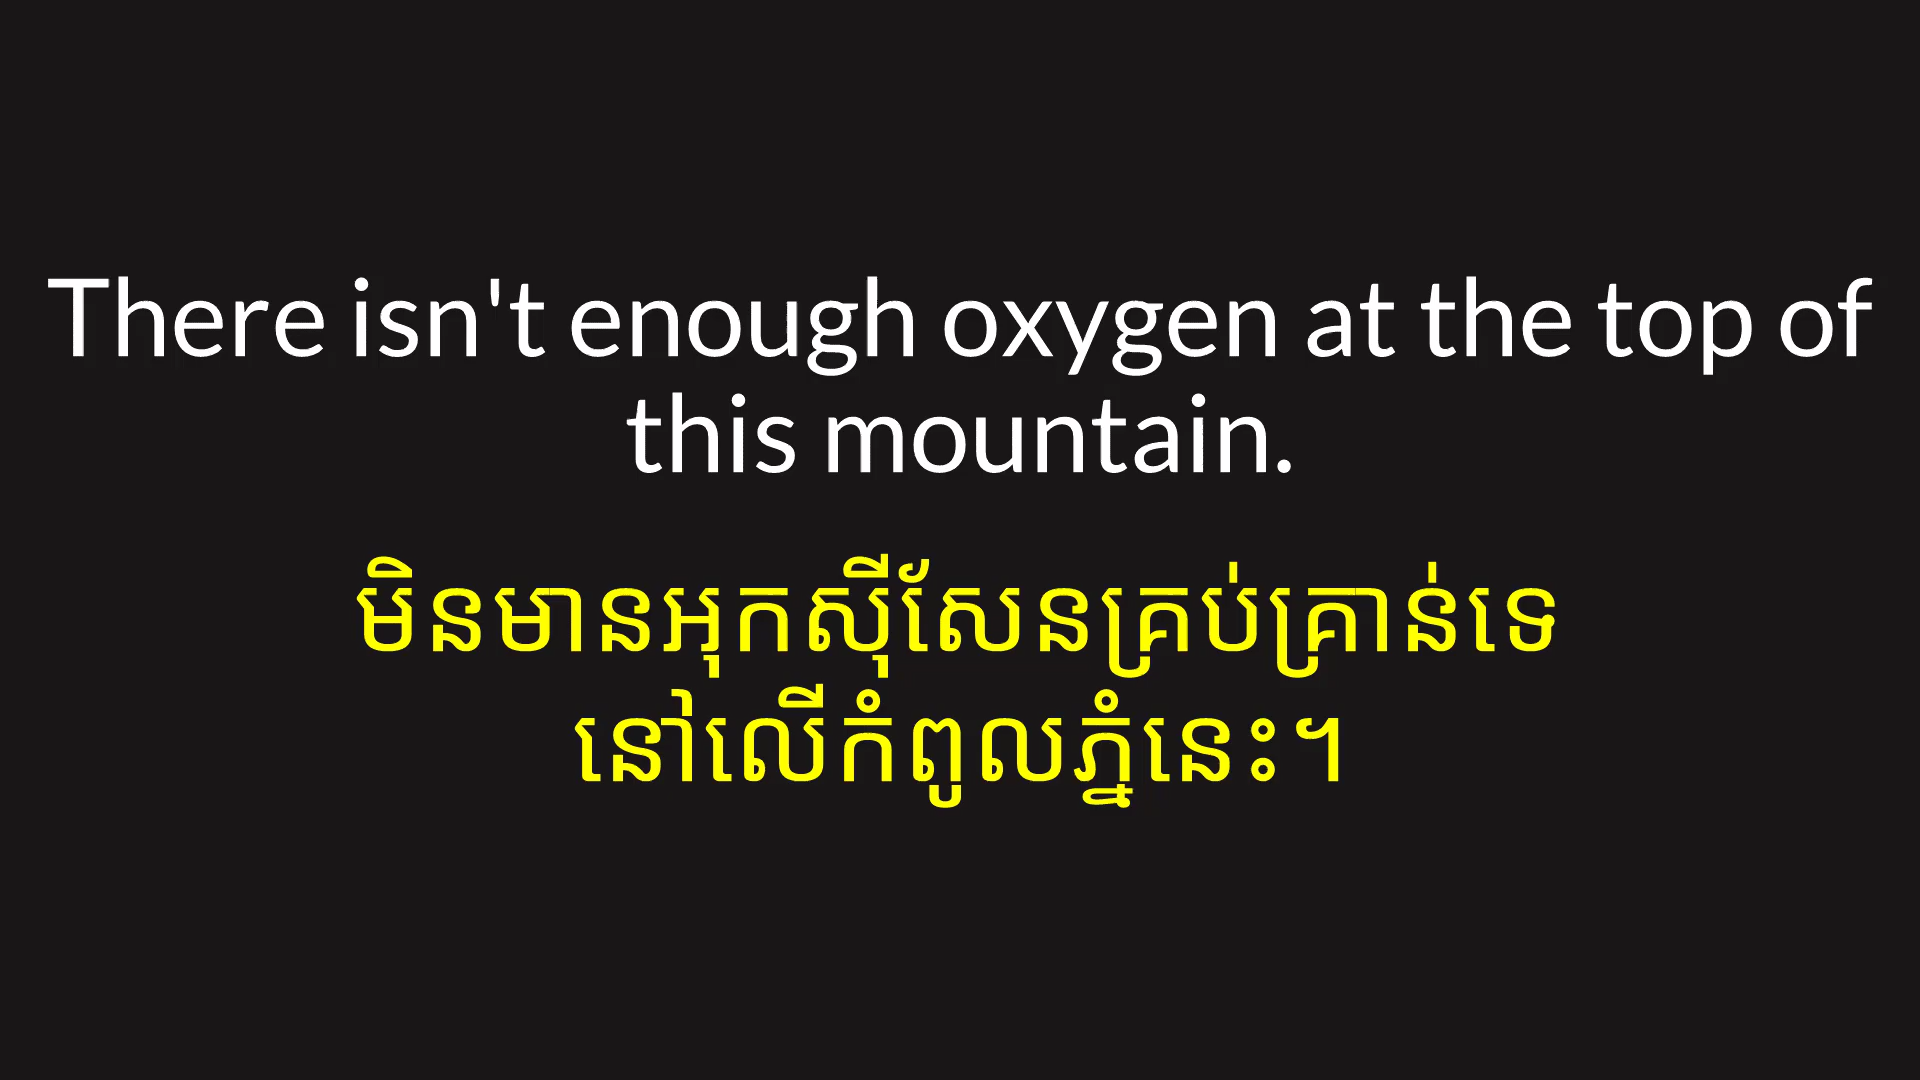 There isn't enough oxygen at the top of
this mountain.
មិនមានអុកស៊ីសែនគ្រប់គ្រាន់ទេ
នៅលើកំពូលភ្នំនេះ។